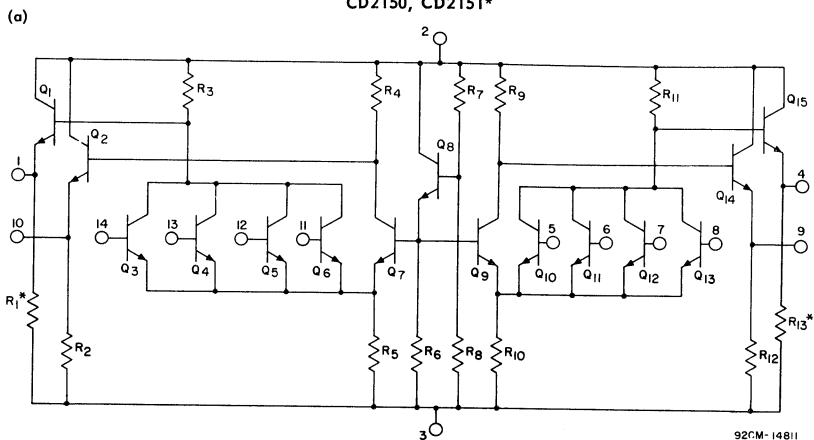 CD2150, CD2151*
(a)
2
Q1
R3
R4
R7
R9
R11
Q15
Q2
Q8
1
4
Q14
10
14
13
12
11
5
6
7
8
9
Q3
Q4
Q5
Q6
Q7
Q9
Q10
Q11
Q12
Q13
R1*
R13*
R2
R5
R6
R8
R10
R12
3
92CM-14811